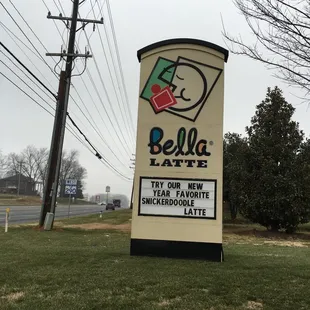 Bella
LATTE
TRY OUR NEW
YEAR FAVORITE
SNICKERDOODLE
LATTE